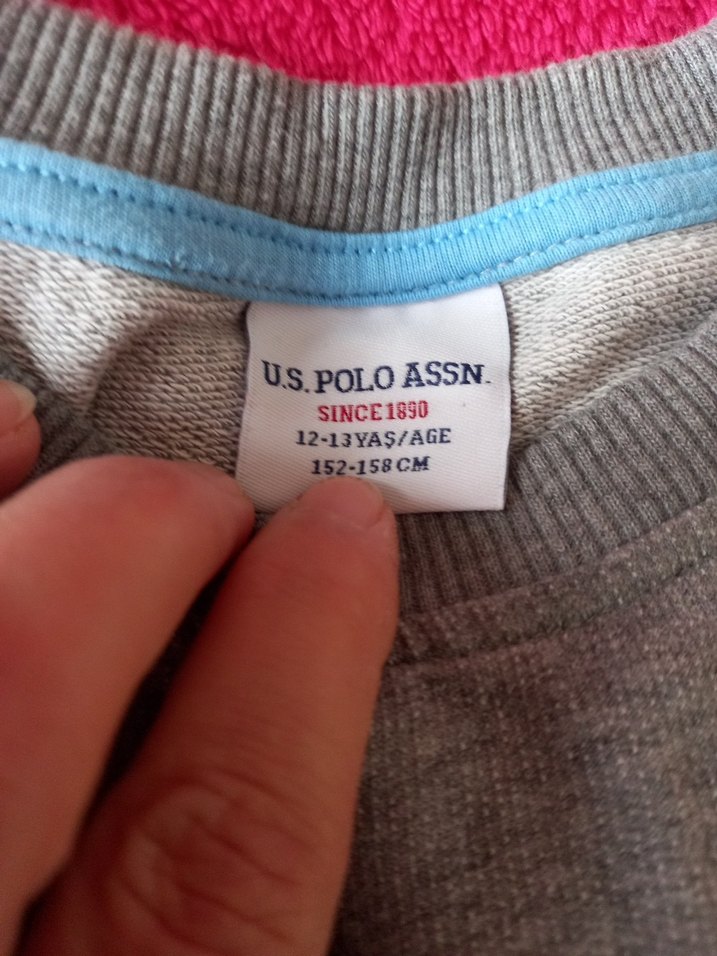 U.S. POLO ASSN.
SINCE 1890
12-13 YAŞ/AGE
152-158 CM